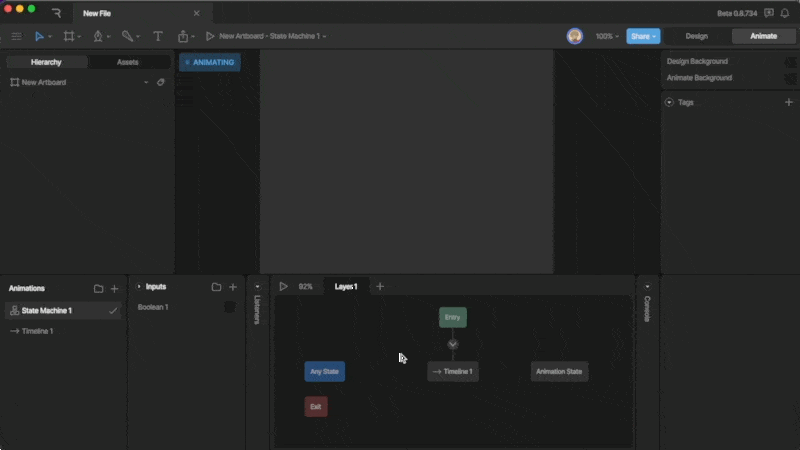 New File
Beta 0.8.734
New Artboard - State Machine 1
100%
Share
Design
Animate
Hierarchy
Assets
ANIMATING
New Artboard
Design Background
Animate Background
Tags
Animations
Inputs
Listeners
92%
Layer 1
Console
State Machine 1
Boolean 1
Timeline 1
Entry
Any State
Timeline 1
Animation State
Exit